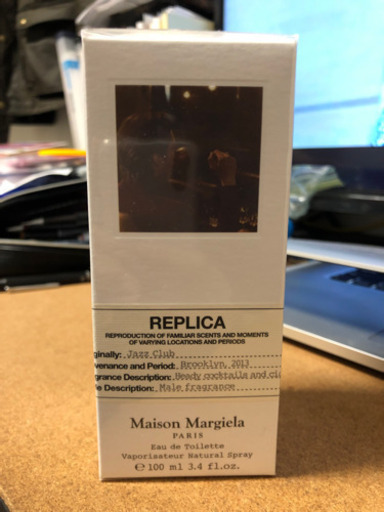 REPLICA
REPRODUCTION OF FAMILIAR SCENTS AND MOMENTS
OF VARYING LOCATIONS AND PERIODS
ginally: Jazz Club
venance and Period: Brooklyn, 2013
grance Description: Heady cocktails and ci
e Description: Male fragrance
Maison Margiela
PARIS
Eau de Toilette
Vaporisateur Natural Spray
℮ 100 ml 3.4 fl.oz.